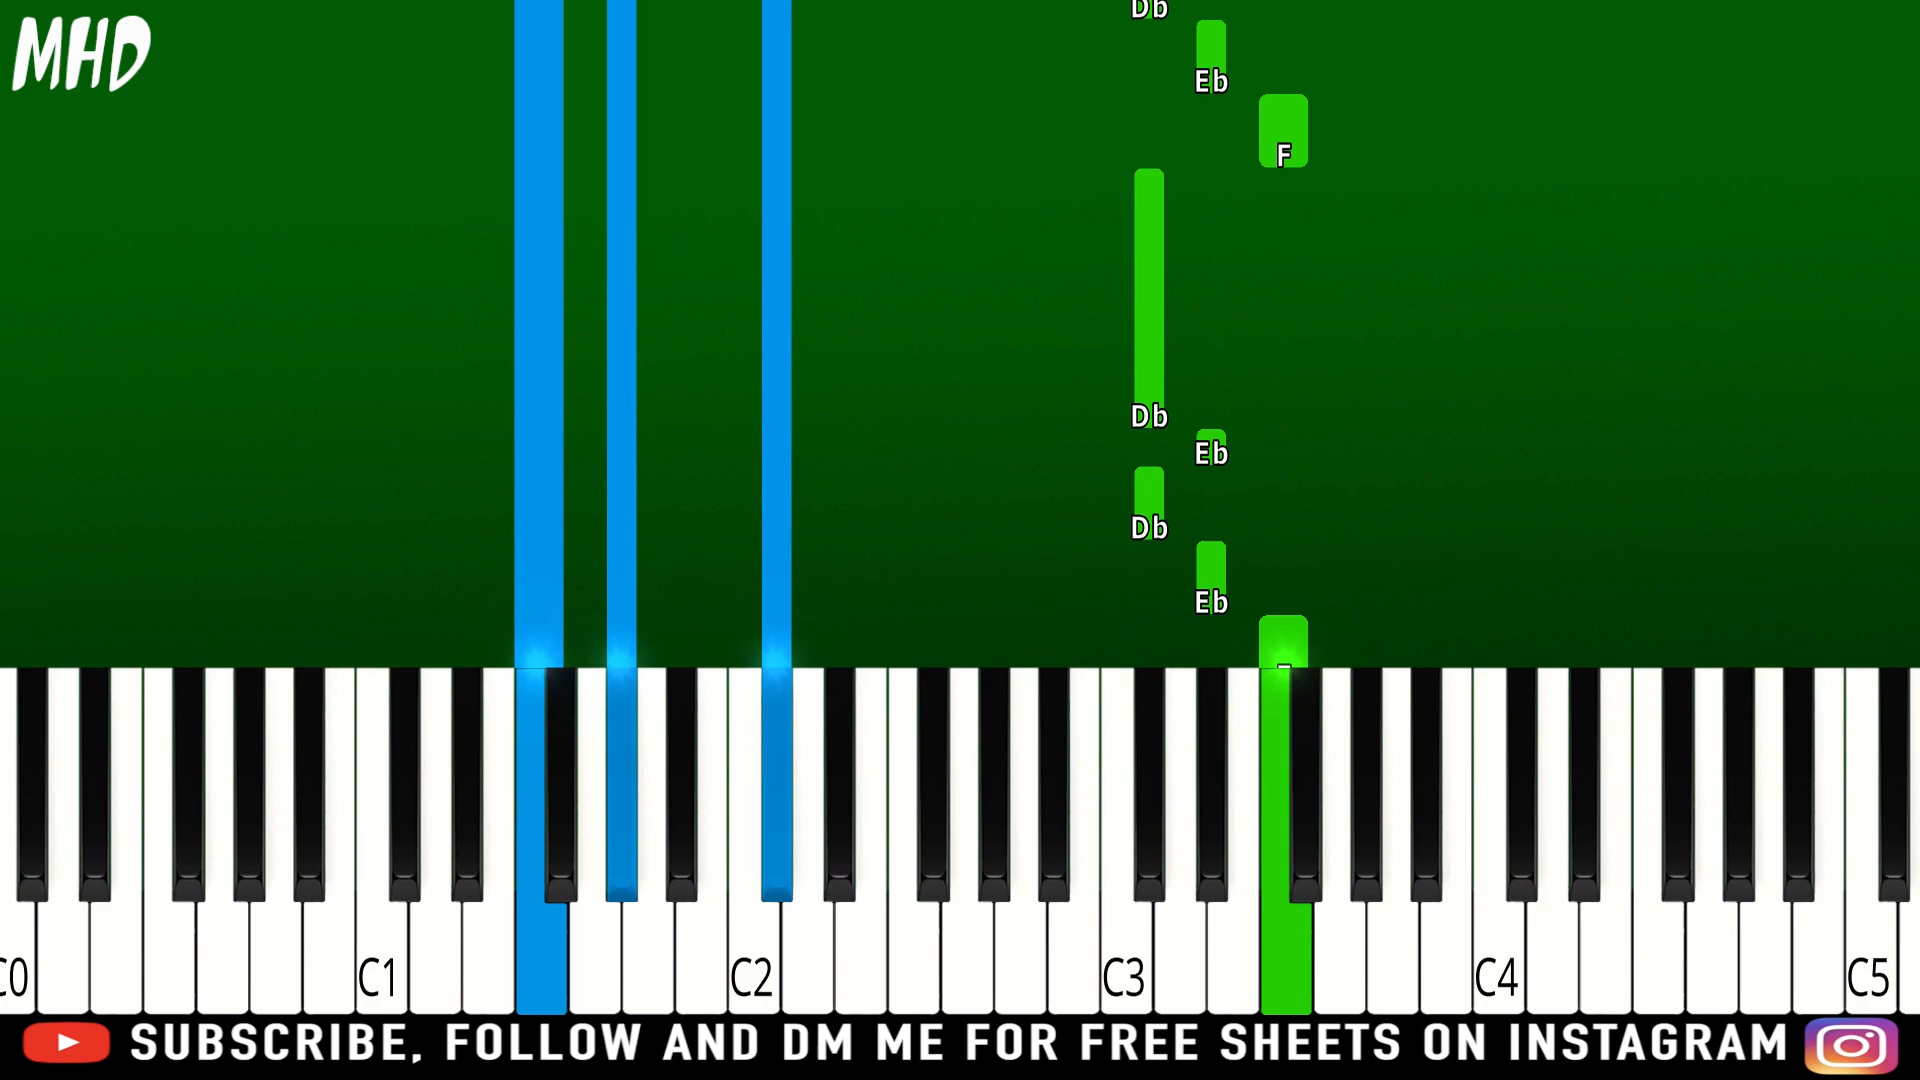 MHD
Db
Eb
F
Db
Eb
Db
Eb
C0 C1 C2 C3 C4 C5
SUBSCRIBE, FOLLOW AND DM ME FOR FREE SHEETS ON INSTAGRAM